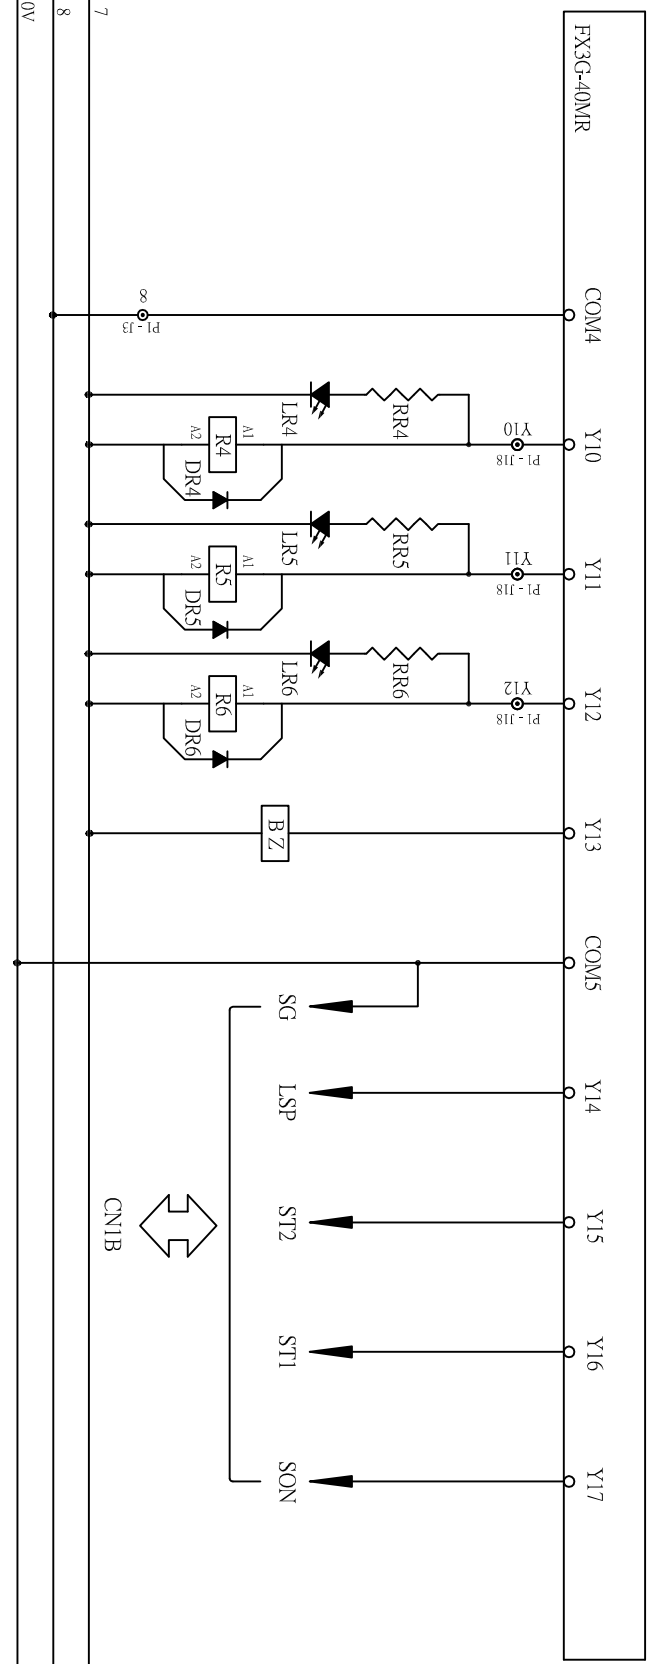 FX3G-40MR
COM4
Y10
Y11
Y12
Y13
COM5
Y14
Y15
Y16
Y17
8
P1 - J3
Y10
P1 - J18
Y11
P1 - J18
Y12
P1 - J18
RR4
LR4
A1
R4
A2
DR4
RR5
LR5
A1
R5
A2
DR5
RR6
LR6
A1
R6
A2
DR6
B Z
SG
LSP
ST2
ST1
SON
CN1B
7
8
0V